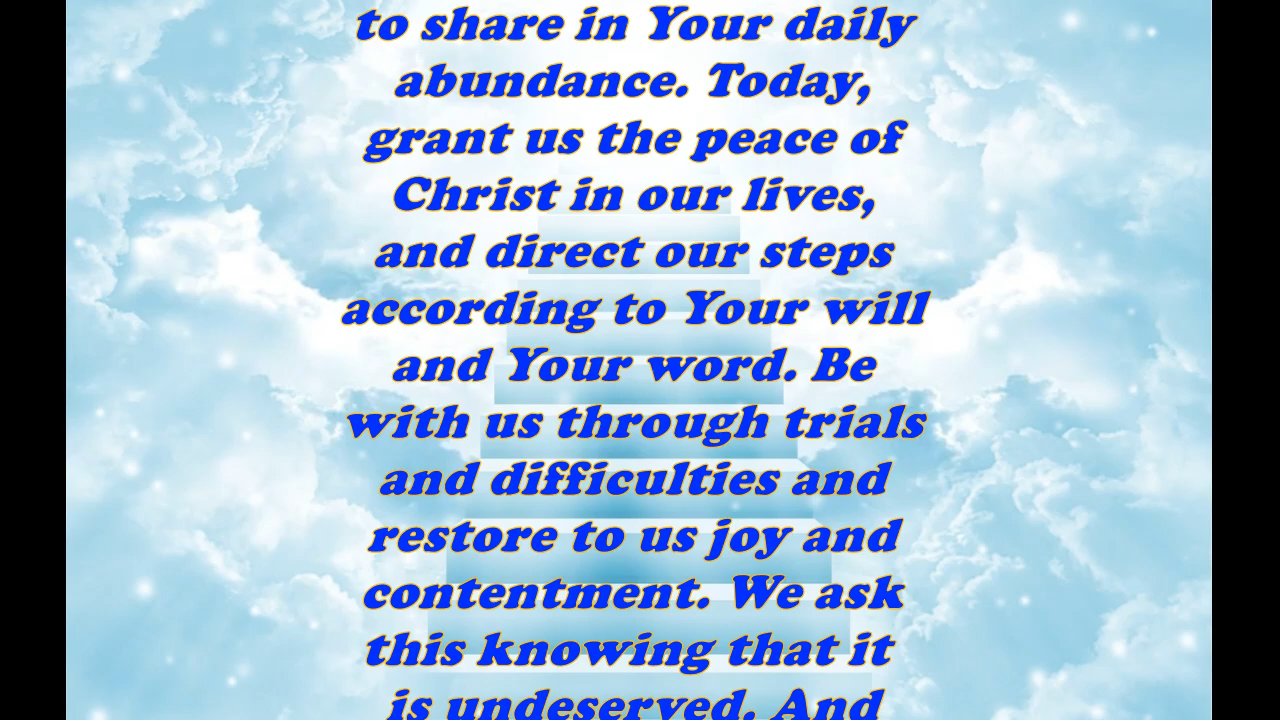 to share in Your daily
abundance. Today,
grant us the peace of
Christ in our lives,
and direct our steps
according to Your will
and Your word. Be
with us through trials
and difficulties and
restore to us joy and
contentment. We ask
this knowing that it
is undeserved. And